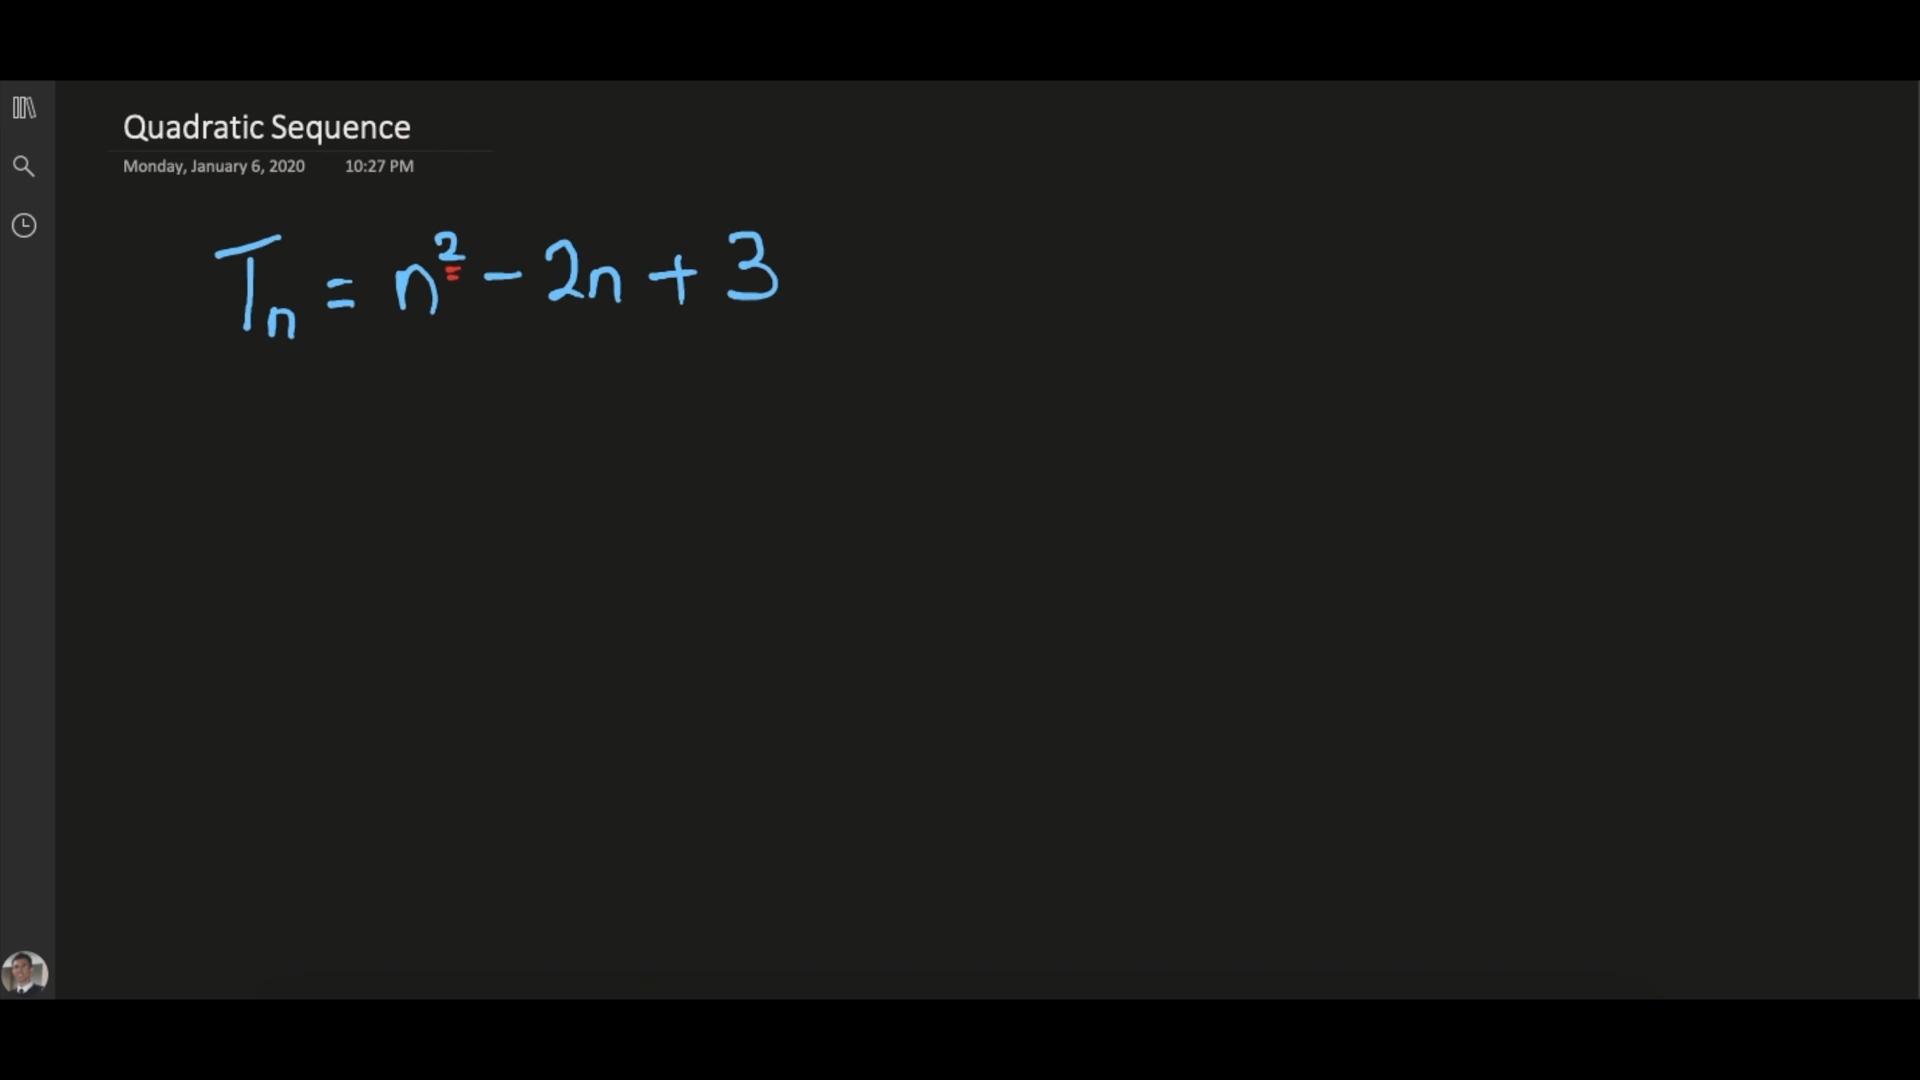 Quadratic Sequence
Monday, January 6, 2020 10:27 PM
Tₙ = n² - 2n + 3